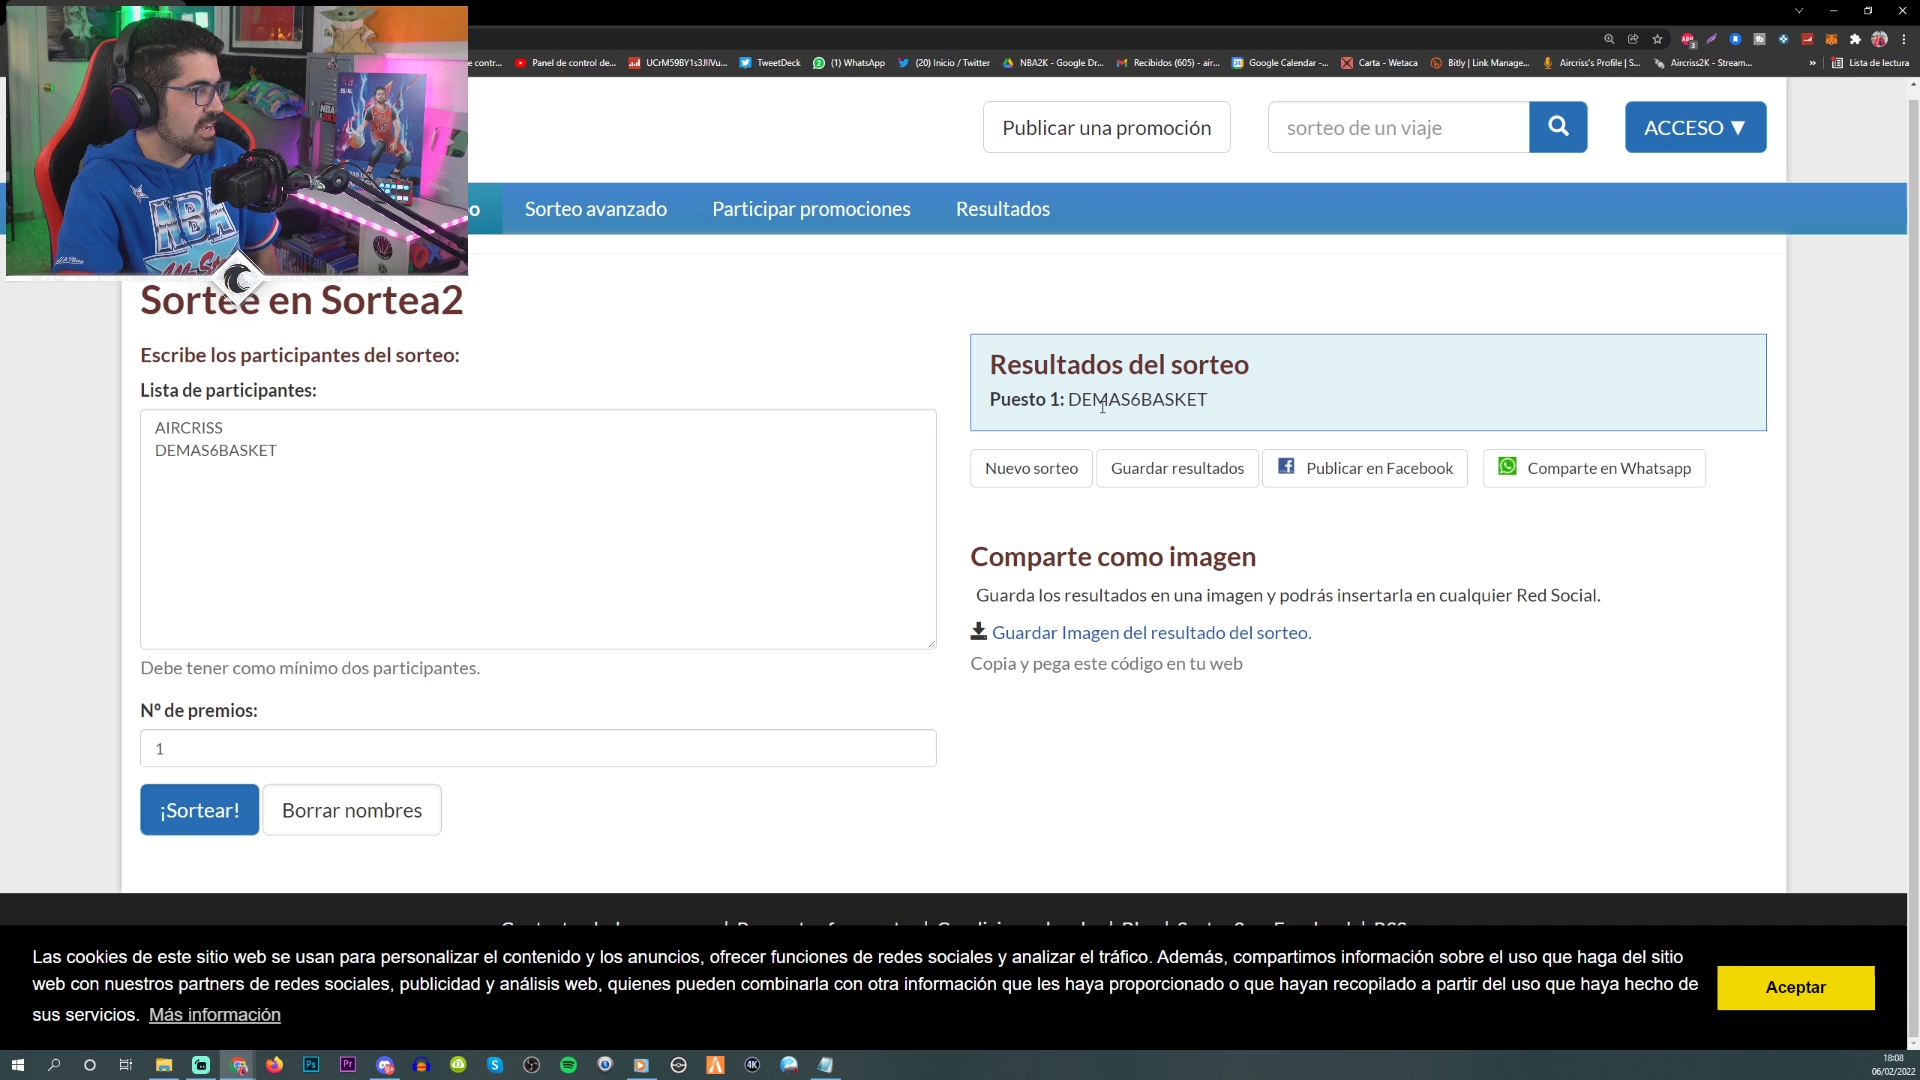 e contr...
Panel de control de...
UCrM59BY1s3JIlVu...
TweetDeck
(1) WhatsApp
(20) Inicio / Twitter
NBA2K - Google Dr...
Recibidos (605) - air...
Google Calendar -...
Carta - Wetaca
Bitly | Link Manage...
Aircriss's Profile | S...
Aircriss2K - Stream...
»
Lista de lectura
Publicar una promoción
sorteo de un viaje
ACCESO ▼
o
Sorteo avanzado
Participar promociones
Resultados
Sortee en Sortea2
Escribe los participantes del sorteo:
Lista de participantes:
AIRCRISS
DEMAS6BASKET
Debe tener como mínimo dos participantes.
Nº de premios:
1
¡Sortear!
Borrar nombres
Resultados del sorteo
Puesto 1: DEMAS6BASKET
Nuevo sorteo
Guardar resultados
Publicar en Facebook
Comparte en Whatsapp
Comparte como imagen
Guarda los resultados en una imagen y podrás insertarla en cualquier Red Social.
Guardar Imagen del resultado del sorteo.
Copia y pega este código en tu web
Las cookies de este sitio web se usan para personalizar el contenido y los anuncios, ofrecer funciones de redes sociales y analizar el tráfico. Además, compartimos información sobre el uso que haga del sitio
web con nuestros partners de redes sociales, publicidad y análisis web, quienes pueden combinarla con otra información que les haya proporcionado o que hayan recopilado a partir del uso que haya hecho de
sus servicios. Más información
Aceptar
NBA
18:08
06/02/2022